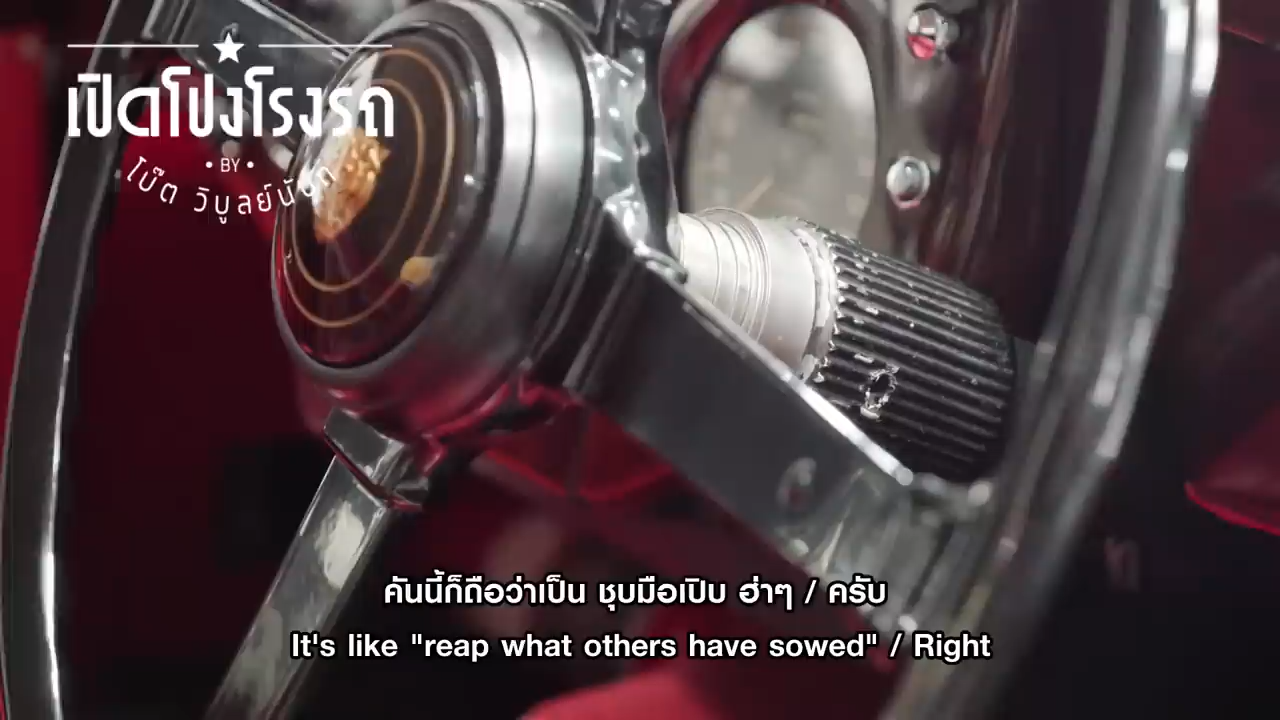 เปิดโปงโรงรถ
• BY •
โบ๊ต วิบูลย์นันท์
คันนี้ก็ถือว่าเป็น ชุบมือเปิบ ฮ่าๆ / ครับ
It's like "reap what others have sowed" / Right